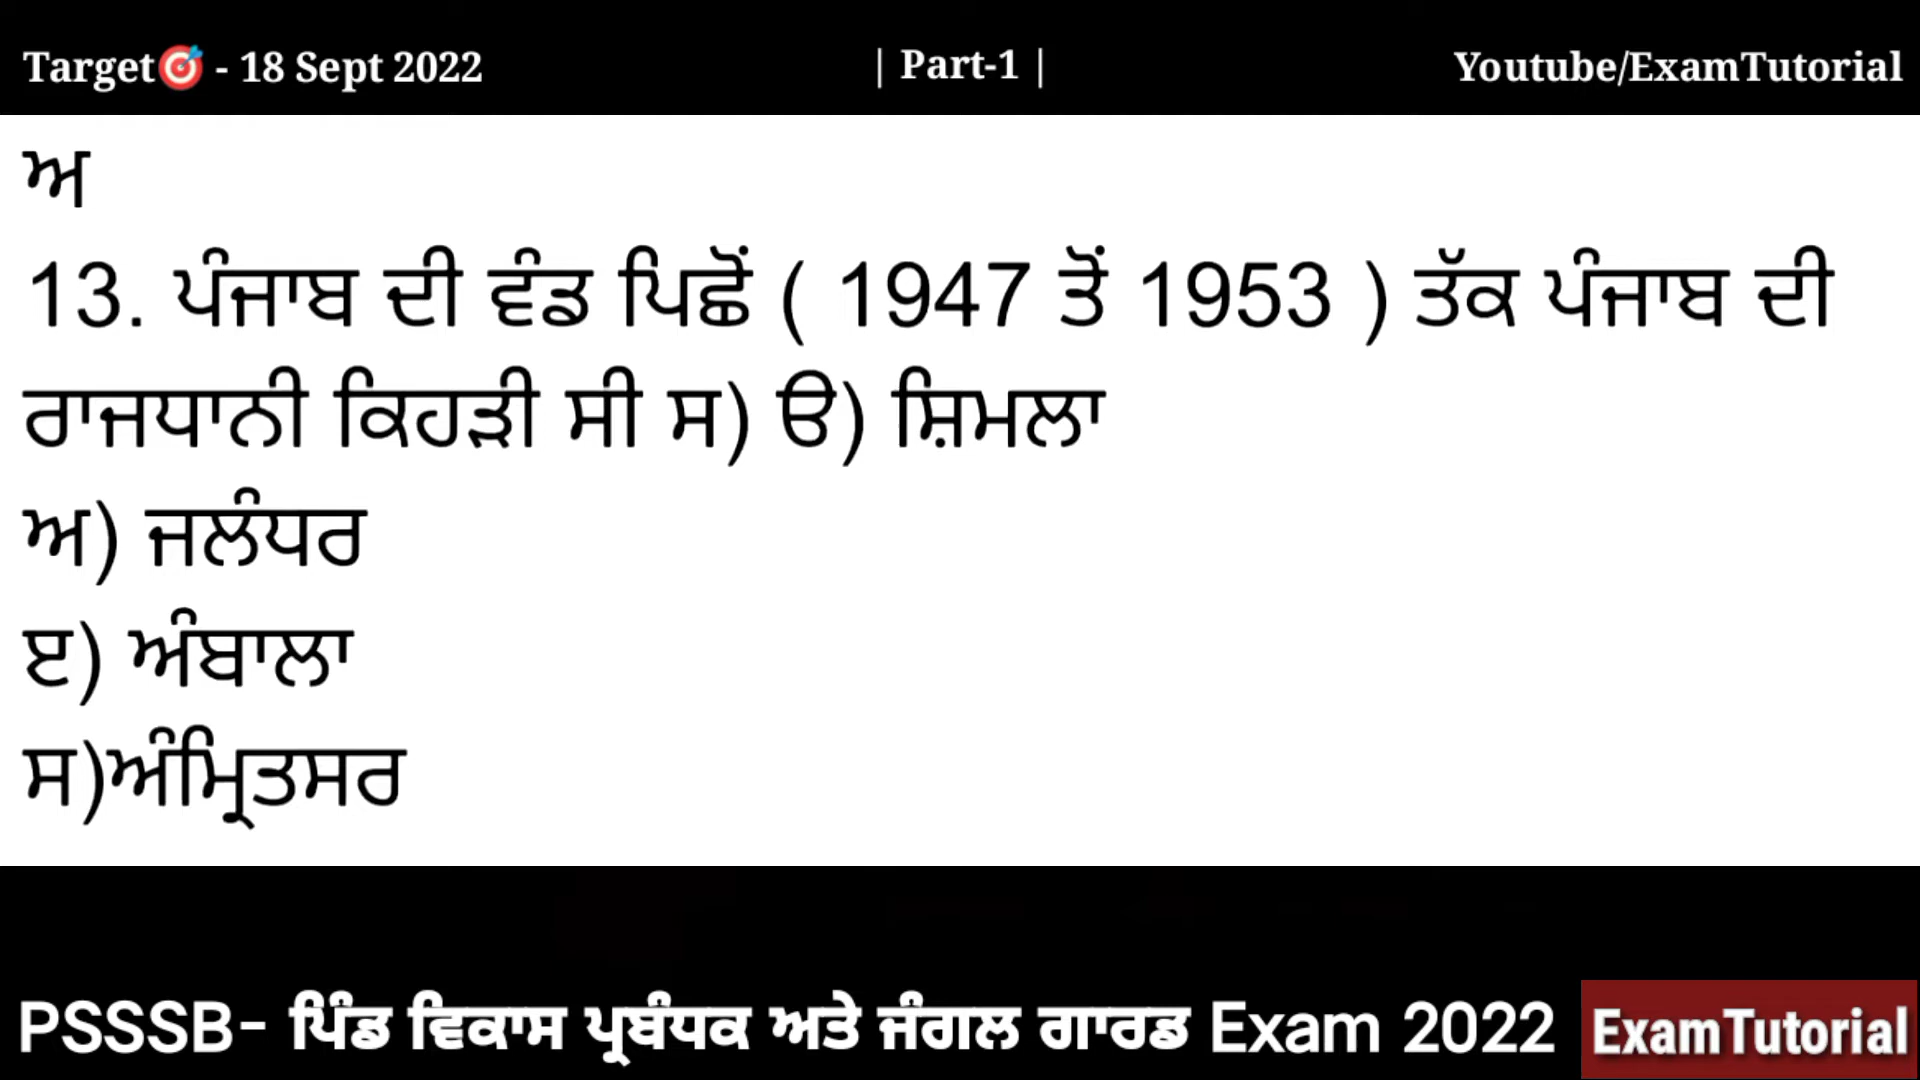 Target🎯 - 18 Sept 2022
| Part-1 |
Youtube/ExamTutorial
ਅ
13. ਪੰਜਾਬ ਦੀ ਵੰਡ ਪਿਛੋਂ ( 1947 ਤੋਂ 1953 ) ਤੱਕ ਪੰਜਾਬ ਦੀ
ਰਾਜਧਾਨੀ ਕਿਹੜੀ ਸੀ ਸ) ੳ) ਸ਼ਿਮਲਾ
ਅ) ਜਲੰਧਰ
ੲ) ਅੰਬਾਲਾ
ਸ)ਅੰਮ੍ਰਿਤਸਰ
PSSSB- ਪਿੰਡ ਵਿਕਾਸ ਪ੍ਰਬੰਧਕ ਅਤੇ ਜੰਗਲ ਗਾਰਡ Exam 2022
ExamTutorial